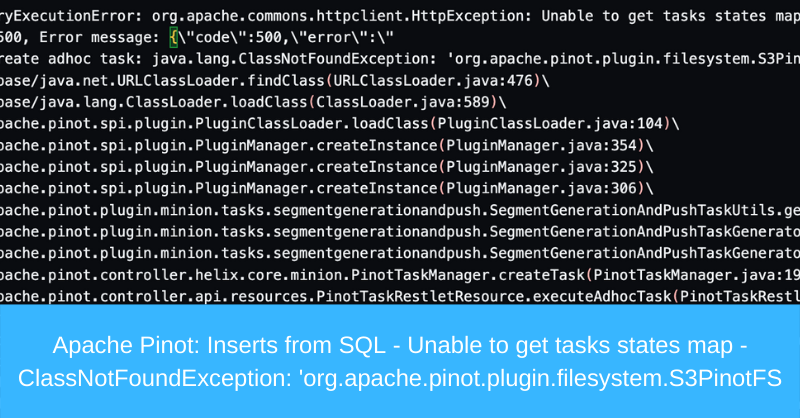 ryExecutionError: org.apache.commons.httpclient.HttpException: Unable to get tasks states map
500, Error message: {\"code\":500,\"error\":\"
reate adhoc task: java.lang.ClassNotFoundException: 'org.apache.pinot.plugin.filesystem.S3Pin
base/java.net.URLClassLoader.findClass(URLClassLoader.java:476)\
base/java.lang.ClassLoader.loadClass(ClassLoader.java:589)\
pache.pinot.spi.plugin.PluginClassLoader.loadClass(PluginClassLoader.java:104)\
pache.pinot.spi.plugin.PluginManager.createInstance(PluginManager.java:354)\
pache.pinot.spi.plugin.PluginManager.createInstance(PluginManager.java:325)\
pache.pinot.spi.plugin.PluginManager.createInstance(PluginManager.java:306)\
pache.pinot.plugin.minion.tasks.segmentgenerationandpush.SegmentGenerationAndPushTaskUtils.ge
pache.pinot.plugin.minion.tasks.segmentgenerationandpush.SegmentGenerationAndPushTaskGenerato
pache.pinot.plugin.minion.tasks.segmentgenerationandpush.SegmentGenerationAndPushTaskGenerato
pache.pinot.controller.helix.core.minion.PinotTaskManager.createTask(PinotTaskManager.java:19
pache.pinot.controller.api.resources.PinotTaskRestletResource.executeAdhocTask(PinotTaskRestl
Apache Pinot: Inserts from SQL - Unable to get tasks states map -
ClassNotFoundException: 'org.apache.pinot.plugin.filesystem.S3PinotFS